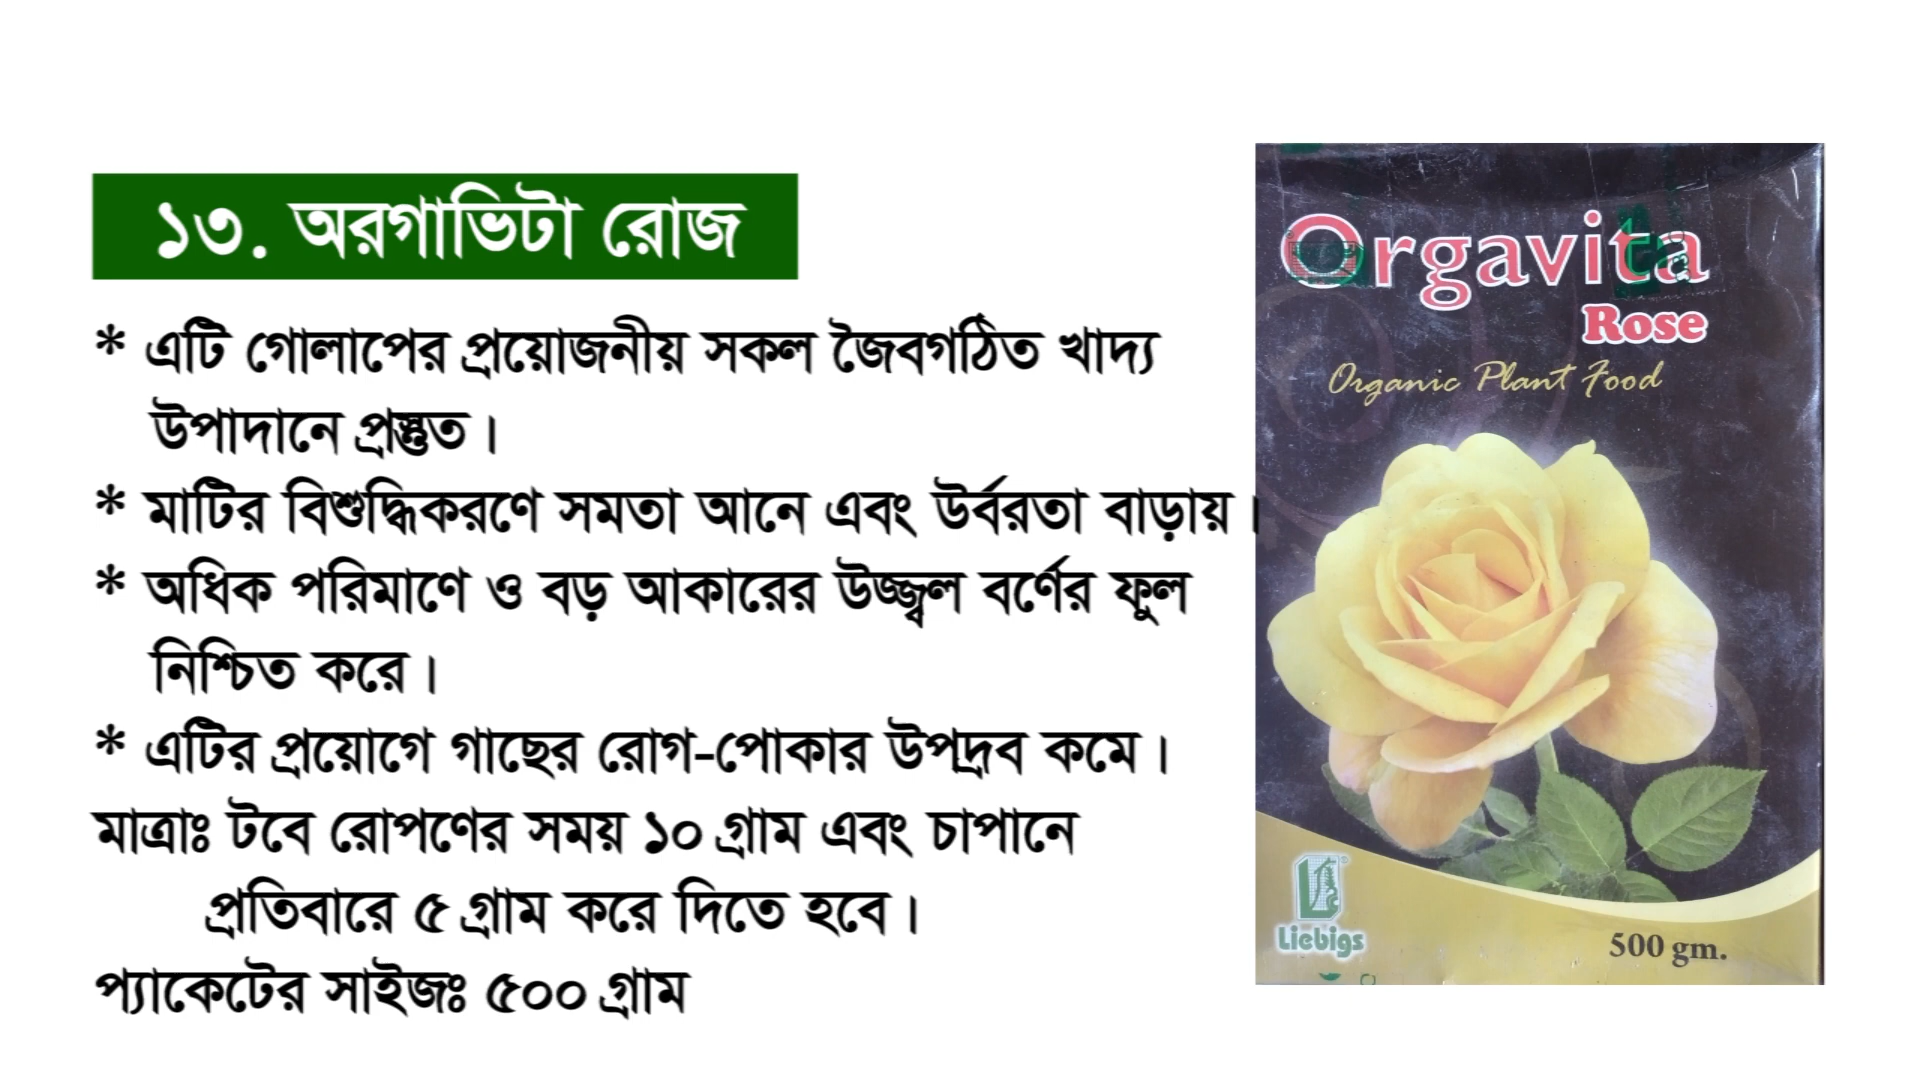 ১৩. অরগাভিটা রোজ
* এটি গোলাপের প্রয়োজনীয় সকল জৈবগঠিত খাদ্য
উপাদানে প্রস্তুত।
* মাটির বিশুদ্ধিকরণে সমতা আনে এবং উর্বরতা বাড়ায়।
* অধিক পরিমাণে ও বড় আকারের উজ্জ্বল বর্ণের ফুল
নিশ্চিত করে।
* এটির প্রয়োগে গাছের রোগ-পোকার উপদ্রব কমে।
মাত্রাঃ টবে রোপণের সময় ১০ গ্রাম এবং চাপানে
প্রতিবারে ৫ গ্রাম করে দিতে হবে।
প্যাকেটের সাইজঃ ৫০০ গ্রাম
Orgavita
Rose
Organic Plant Food
Liebigs
500 gm.